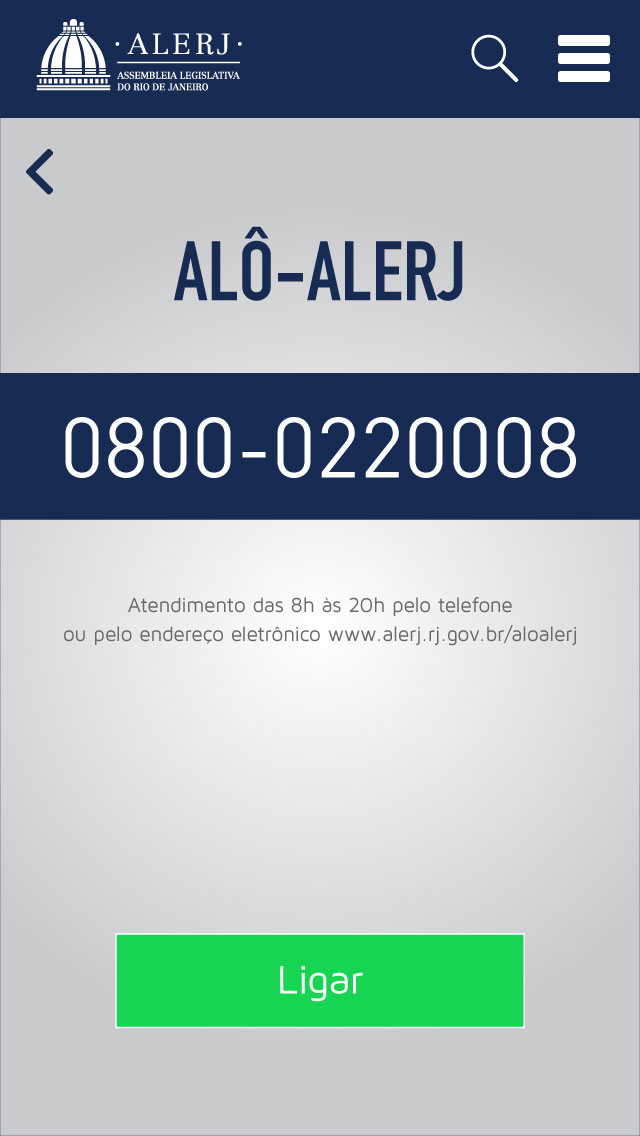 · ALERJ ·
ASSEMBLEIA LEGISLATIVA
DO RIO DE JANEIRO
ALÔ-ALERJ
0800-0220008
Atendimento das 8h às 20h pelo telefone
ou pelo endereço eletrônico www.alerj.rj.gov.br/aloalerj
Ligar